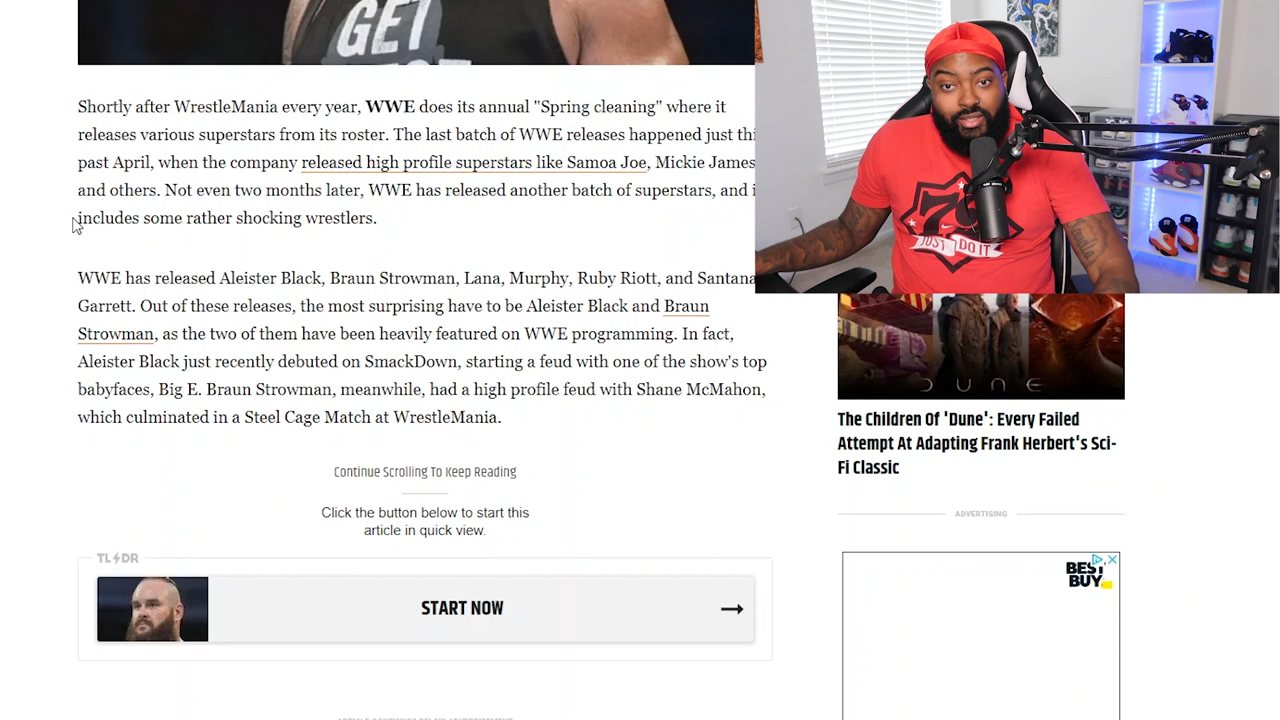 GET
Shortly after WrestleMania every year, WWE does its annual "Spring cleaning" where it
releases various superstars from its roster. The last batch of WWE releases happened just
past April, when the company released high profile superstars like Samoa Joe, Mickie James
and others. Not even two months later, WWE has released another batch of superstars, and
includes some rather shocking wrestlers.
WWE has released Aleister Black, Braun Strowman, Lana, Murphy, Ruby Riott, and Santana
Garrett. Out of these releases, the most surprising have to be Aleister Black and Braun
Strowman, as the two of them have been heavily featured on WWE programming. In fact,
Aleister Black just recently debuted on SmackDown, starting a feud with one of the show's top
babyfaces, Big E. Braun Strowman, meanwhile, had a high profile feud with Shane McMahon,
which culminated in a Steel Cage Match at WrestleMania.
Continue Scrolling To Keep Reading
Click the button below to start this
article in quick view.
TL DR
START NOW
JUST DO IT
DUNE
The Children Of 'Dune': Every Failed
Attempt At Adapting Frank Herbert's Sci-
Fi Classic
ADVERTISING
BEST
BUY